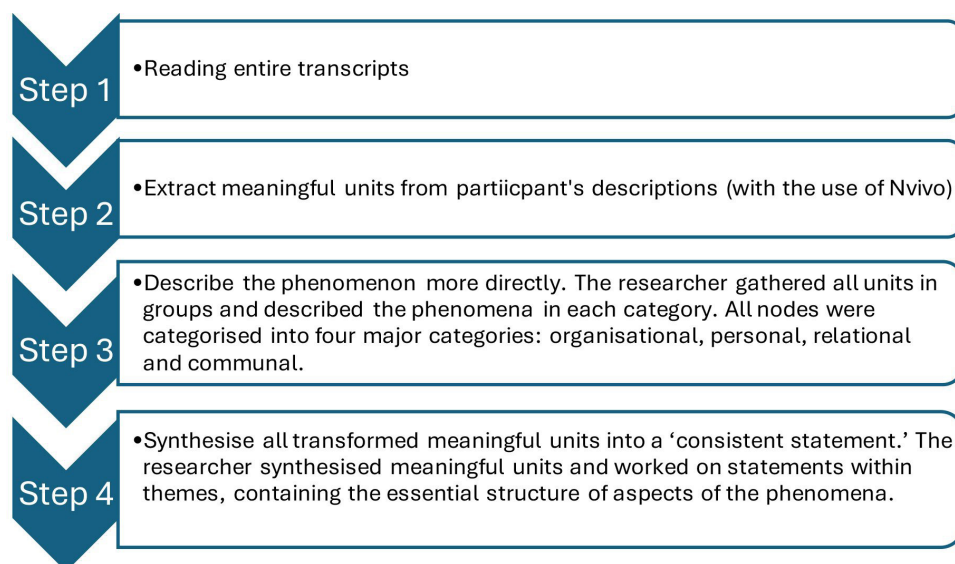 Step 1
•Reading entire transcripts
Step 2
•Extract meaningful units from partiicpant's descriptions (with the use of Nvivo)
Step 3
•Describe the phenomenon more directly. The researcher gathered all units in
groups and described the phenomena in each category. All nodes were
categorised into four major categories: organisational, personal, relational
and communal.
Step 4
•Synthesise all transformed meaningful units into a ‘consistent statement.’ The
researcher synthesised meaningful units and worked on statements within
themes, containing the essential structure of aspects of the phenomena.